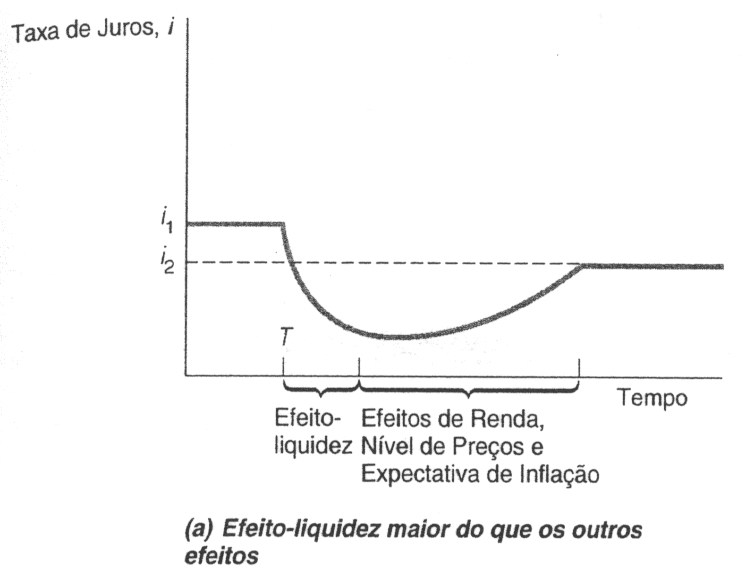 Taxa de Juros, i
i1
i2
T
Tempo
Efeito-
liquidez
Efeitos de Renda,
Nível de Preços e
Expectativa de Inflação
(a) Efeito-liquidez maior do que os outros
efeitos